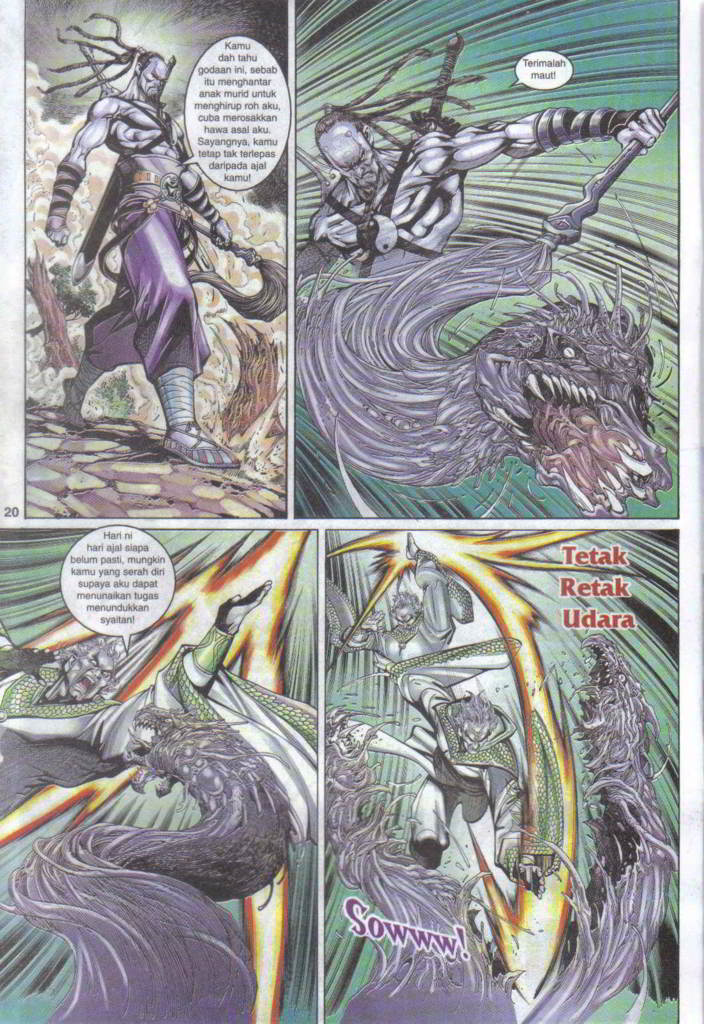 Kamu
dah tahu
godaan ini, sebab
itu menghantar
anak murid untuk
menghirup roh aku,
cuba merosakkan
hawa asal aku.
Sayangnya, kamu
tetap tak terlepas
daripada ajal
kamu!
Terimalah
maut!
20
Hari ni
hari ajal siapa
belum pasti, mungkin
kamu yang serah diri
supaya aku dapat
menunaikan tugas
menundukkan
syaitan!
Tetak
Retak
Udara
Sowww!